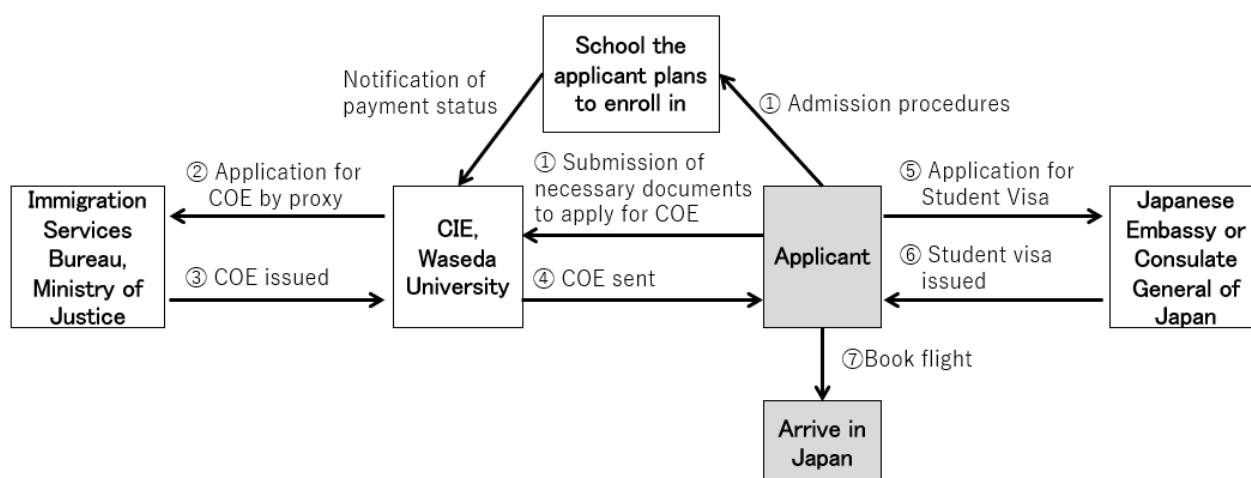 School the
applicant plans
to enroll in
Notification of
payment status
① Admission procedures
② Application for
COE by proxy
① Submission of
necessary documents
to apply for COE
⑤ Application for
Student Visa
Immigration
Services
Bureau,
Ministry of
Justice
CIE,
Waseda
University
Applicant
Japanese
Embassy or
Consulate
General of
Japan
③ COE issued
④ COE sent
⑥ Student visa
issued
⑦Book flight
Arrive in
Japan